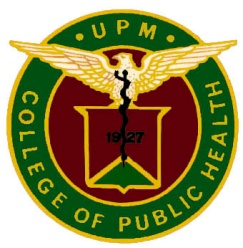 • UPM •
COLLEGE OF PUBLIC HEALTH
1927